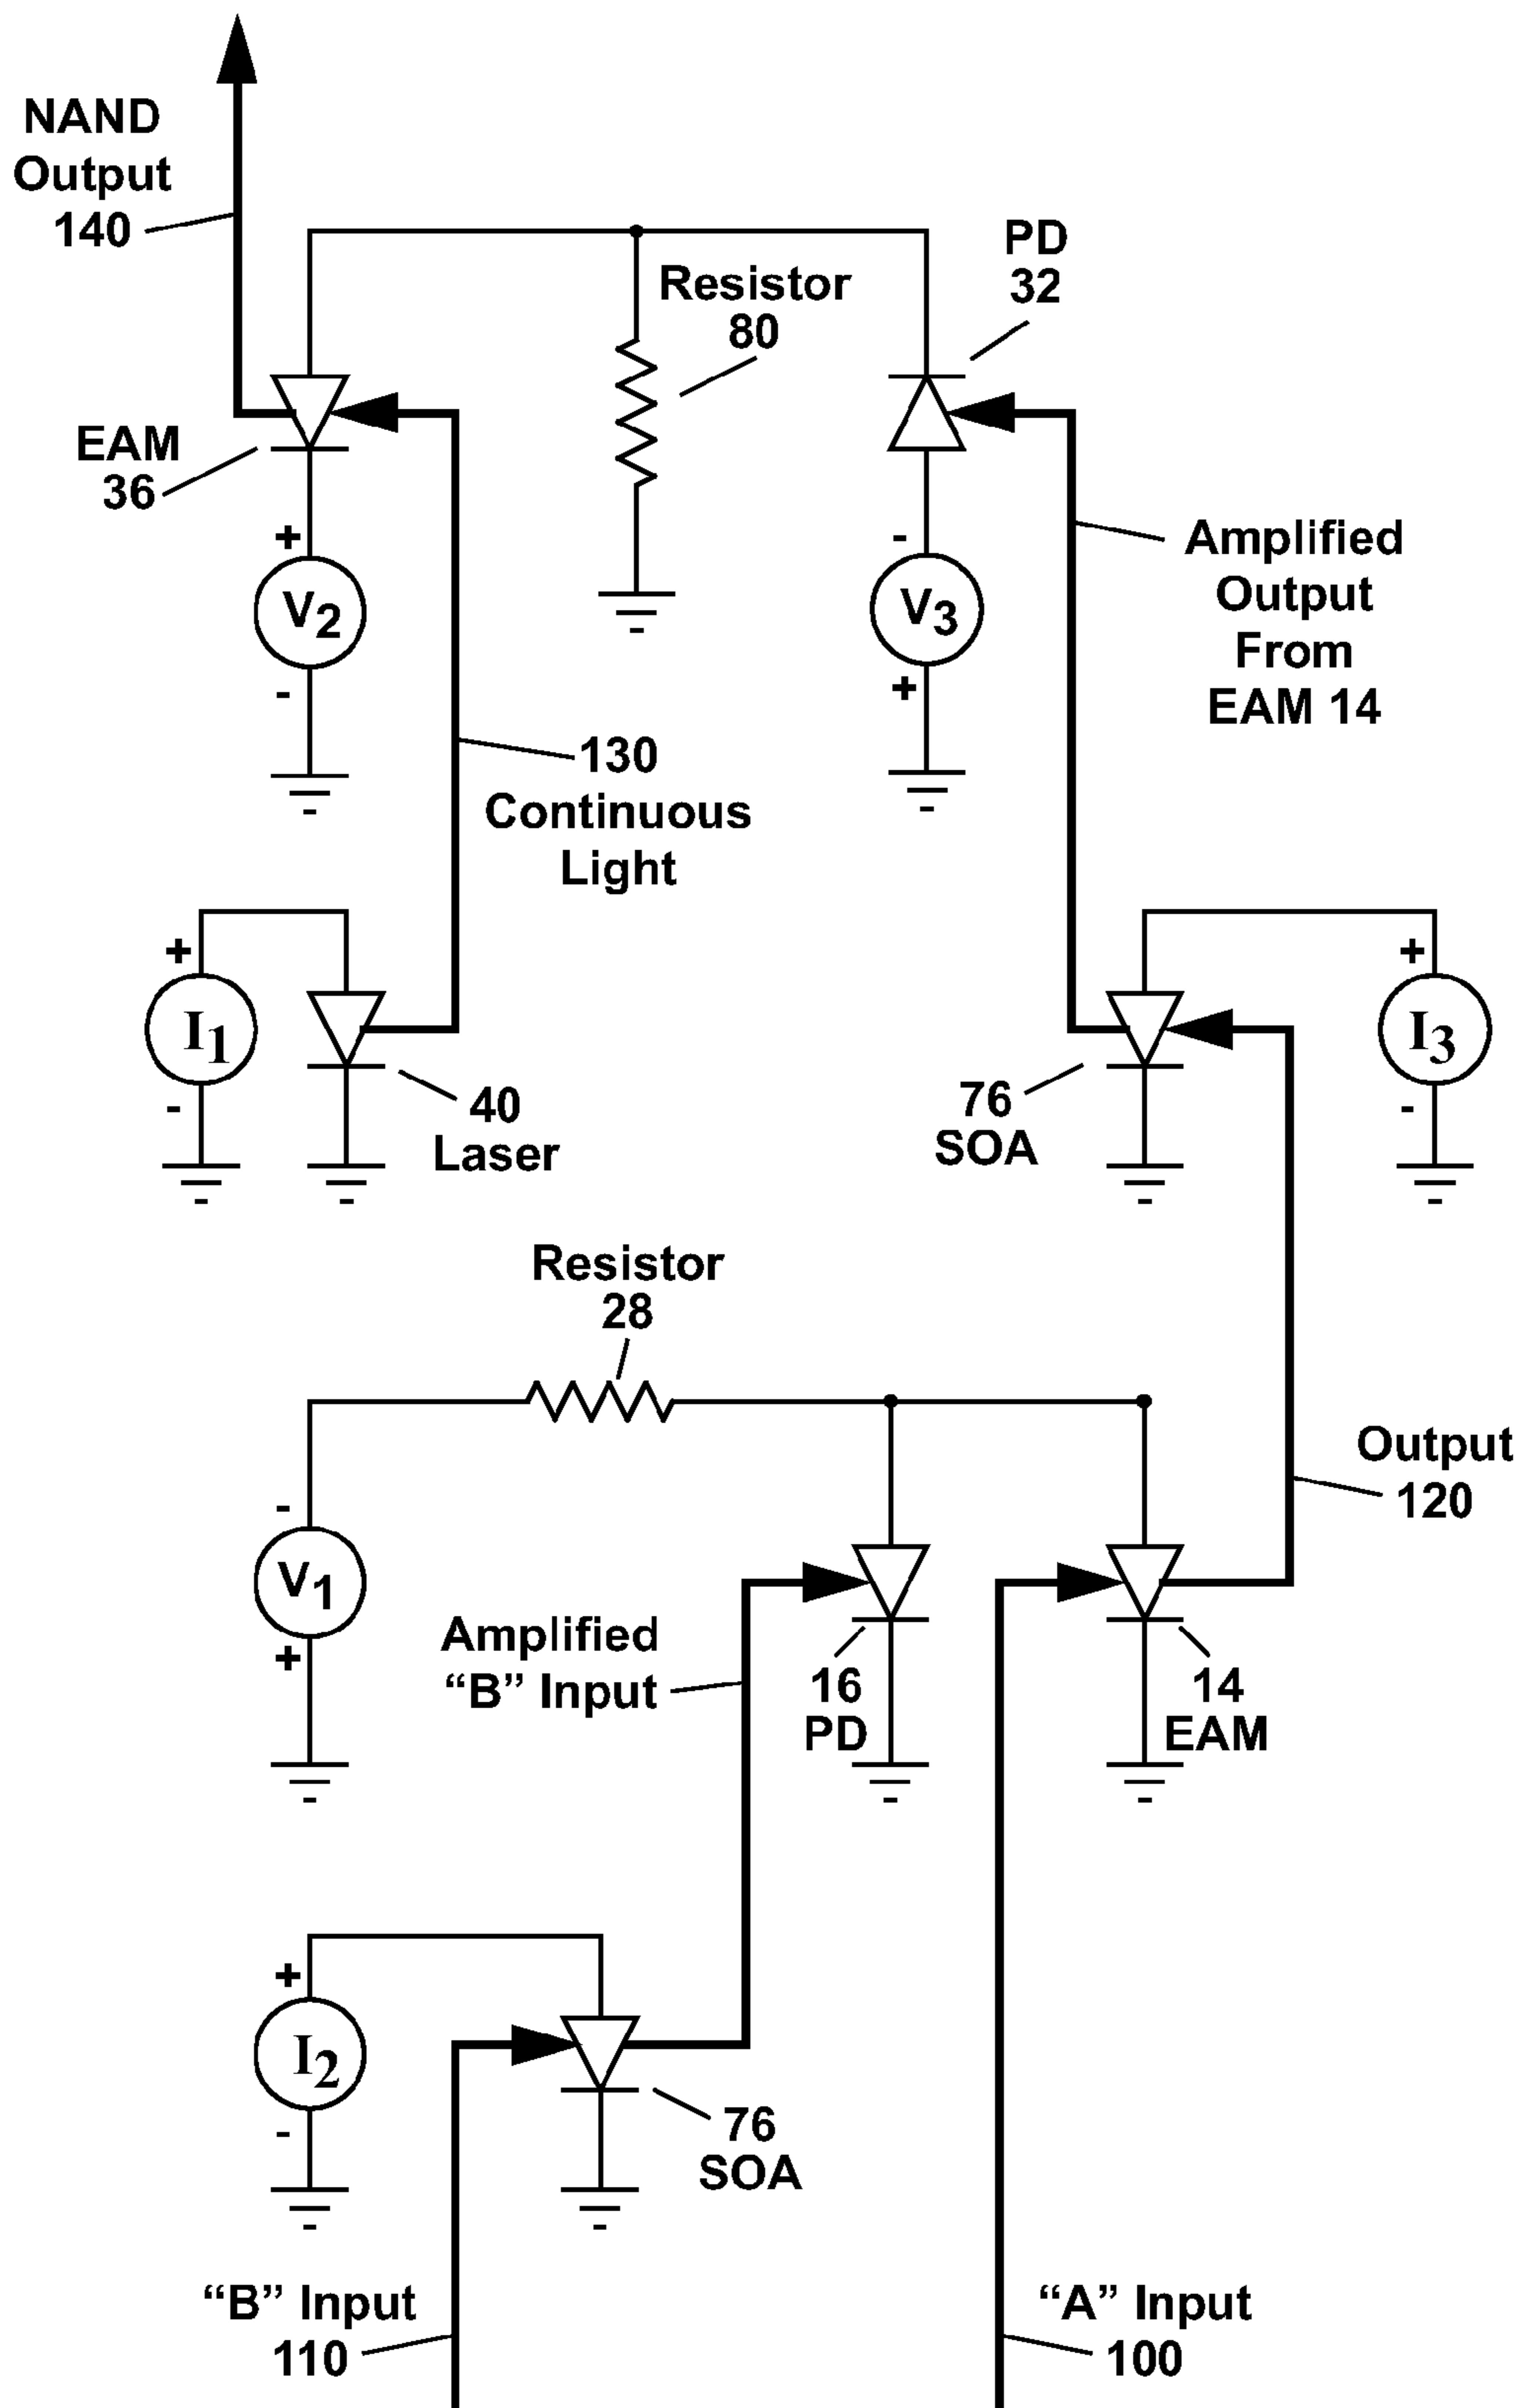 NAND
Output
140
PD
32
Resistor
80
EAM
36
+
V2
-
-
V3
+
Amplified
Output
From
EAM 14
130
Continuous
Light
+
I1
-
40
Laser
76
SOA
+
I3
-
Resistor
28
Output
120
-
V1
+
Amplified
“B” Input
16
PD
14
EAM
+
I2
-
76
SOA
“B” Input
110
“A” Input
100